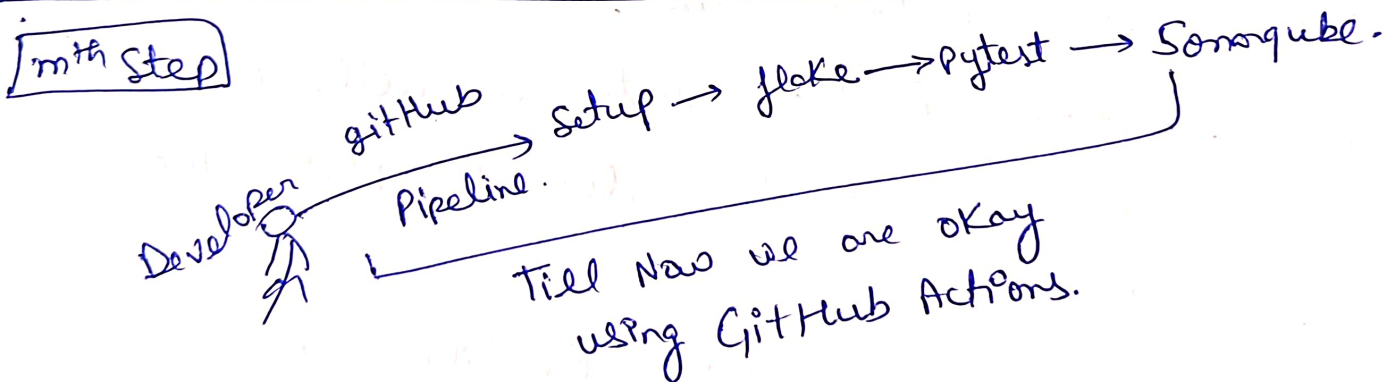 mth Step
gitHub
Setup → flake → Pytest → Sonarqube.
Pipeline.
Developer
Till Now we are okay
using GitHub Actions.